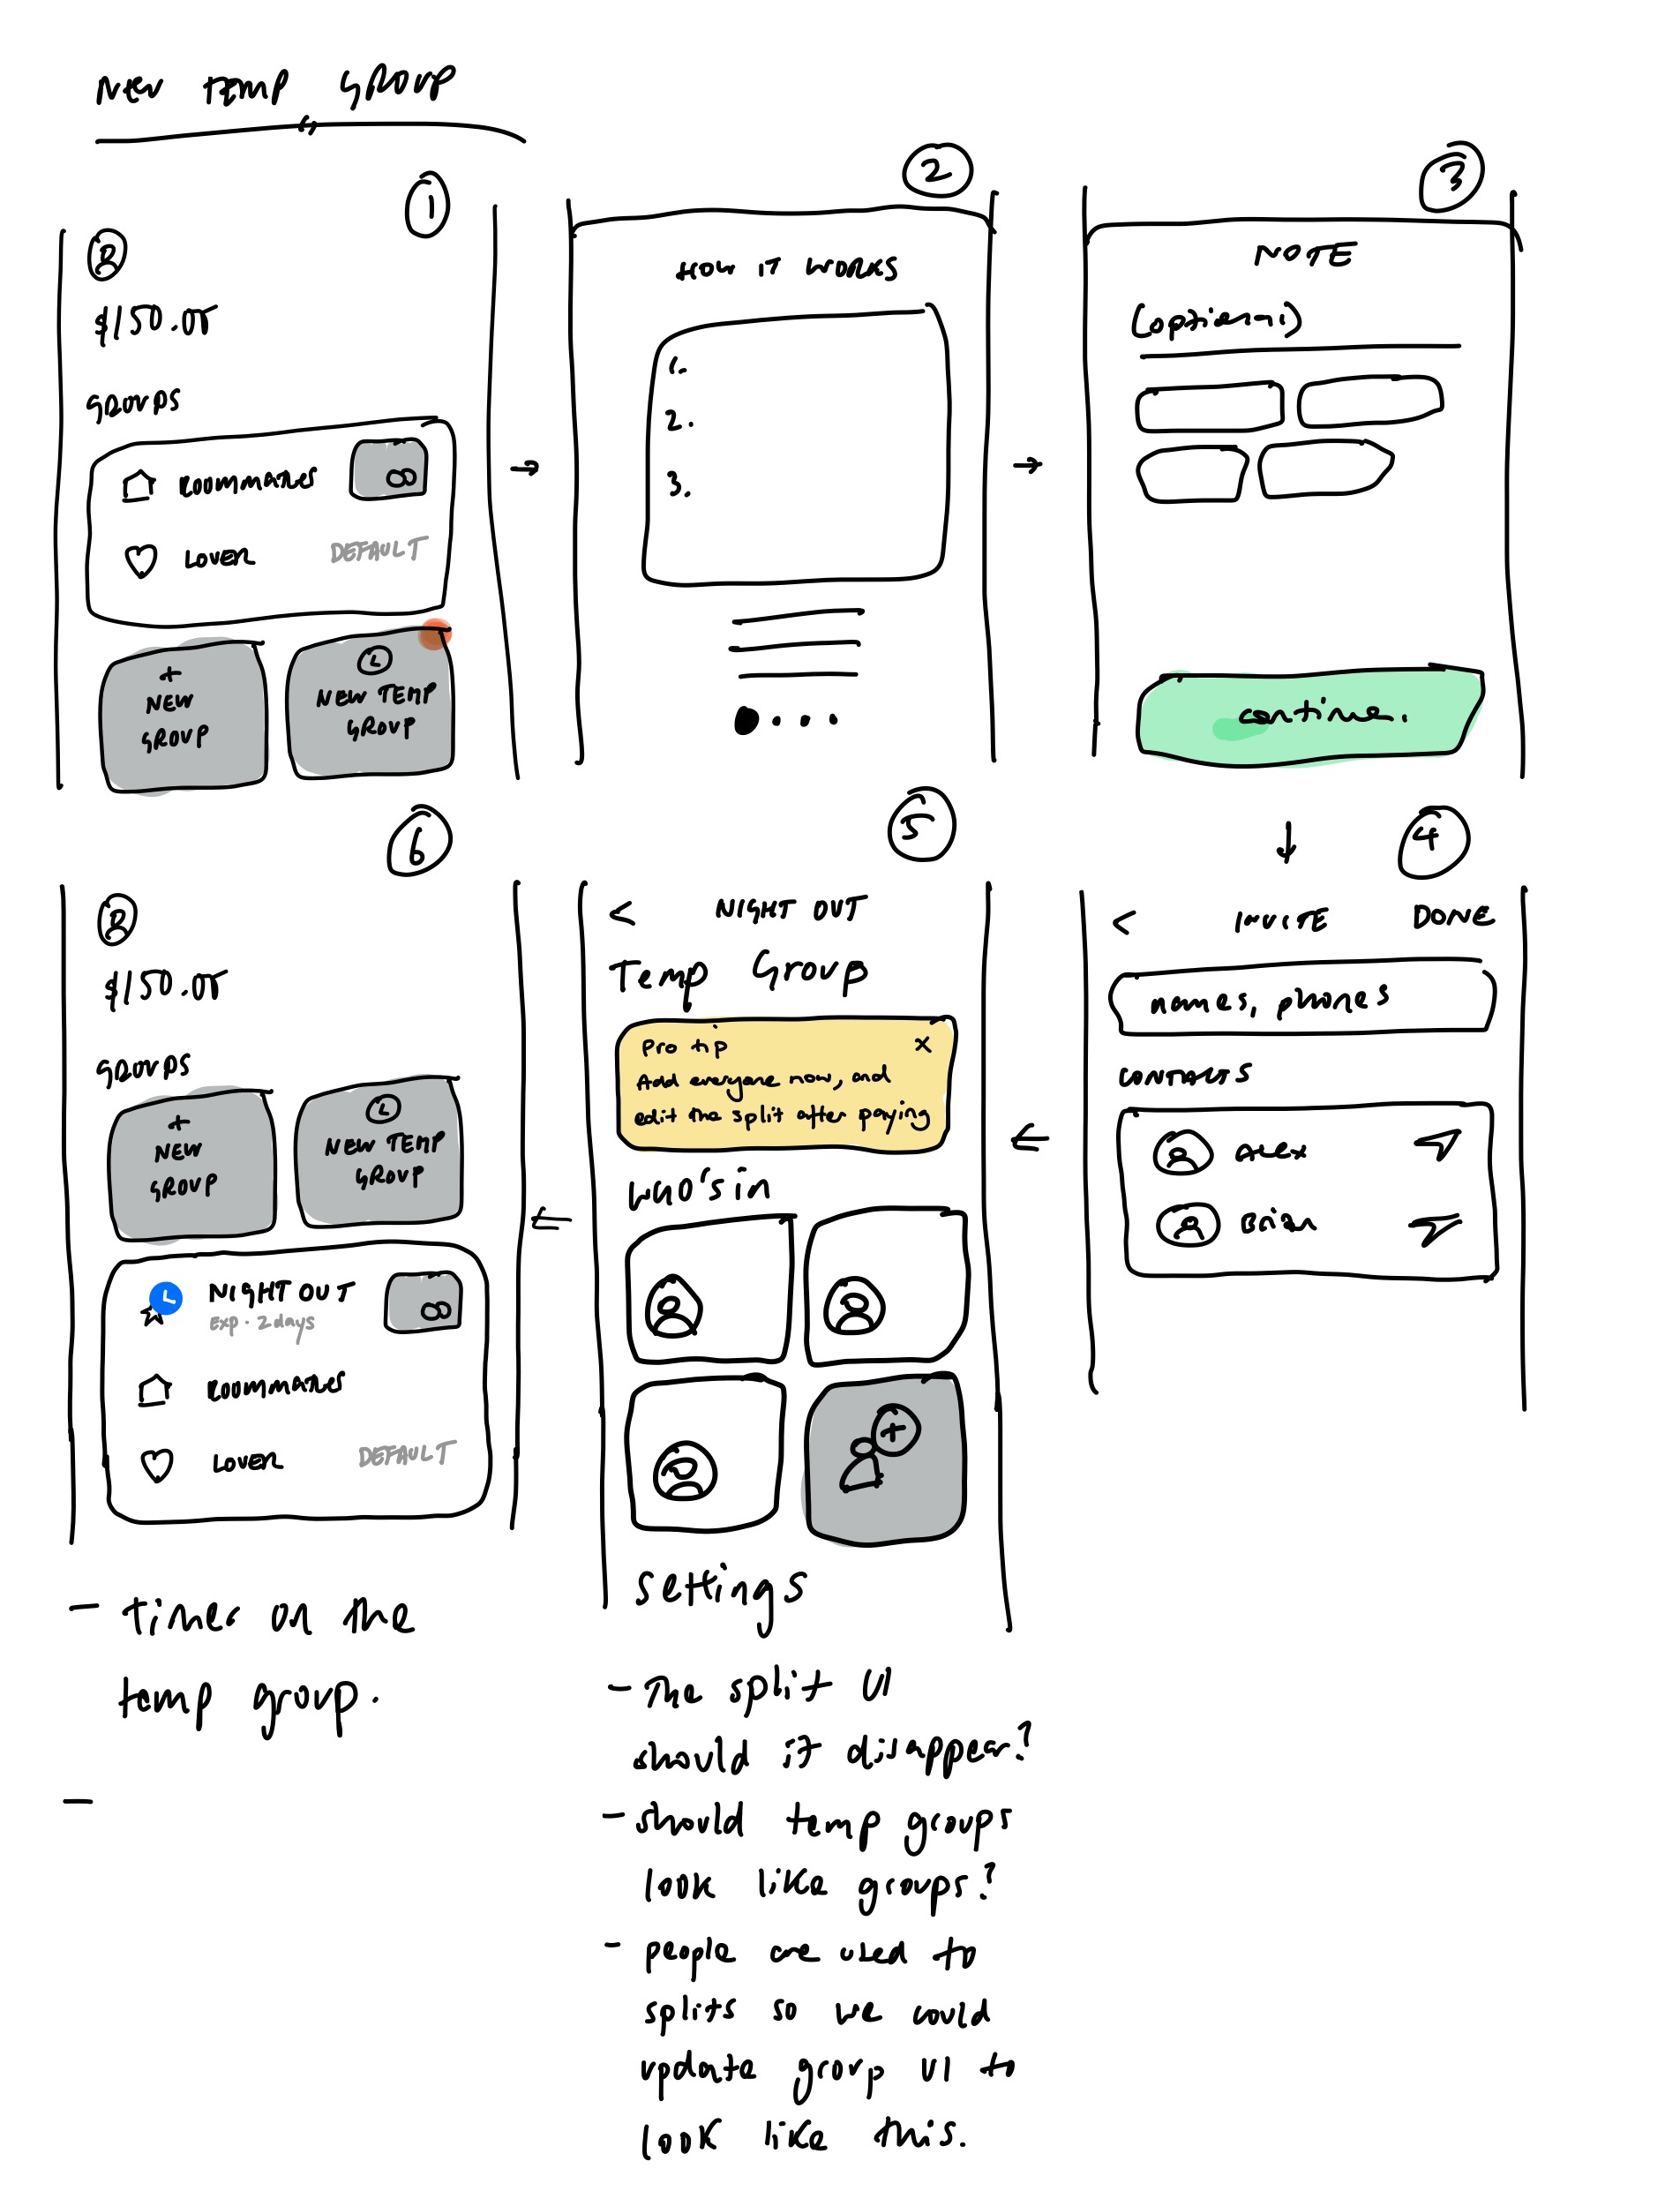 NEW TEMP GROUP
1
$150.00
GROUPS
ROOMMATES
LOVER DEFAULT
+
NEW
GROUP
NEW TEMP
GROUP
2
HOW IT WORKS
1.
2.
3.
3
NOTE
(optional)
continue.
4
< INVITE DONE
names, phones
CONTACTS
Alex
Brian
5
< NIGHT OUT
Temp Group
Pro tip x
Add everyone now, and
edit the split after paying
WHO'S in
+
settings
- The split UI
should it disappear?
- should temp groups
look like groups?
- people are used to
splits so we could
update group UI to
look like this.
6
$150.00
GROUPS
+
NEW
GROUP
NEW TEMP
GROUP
NIGHT OUT
Exp · 2 days
ROOMMATES
LOVER DEFAULT
- timer on the
temp group.
-